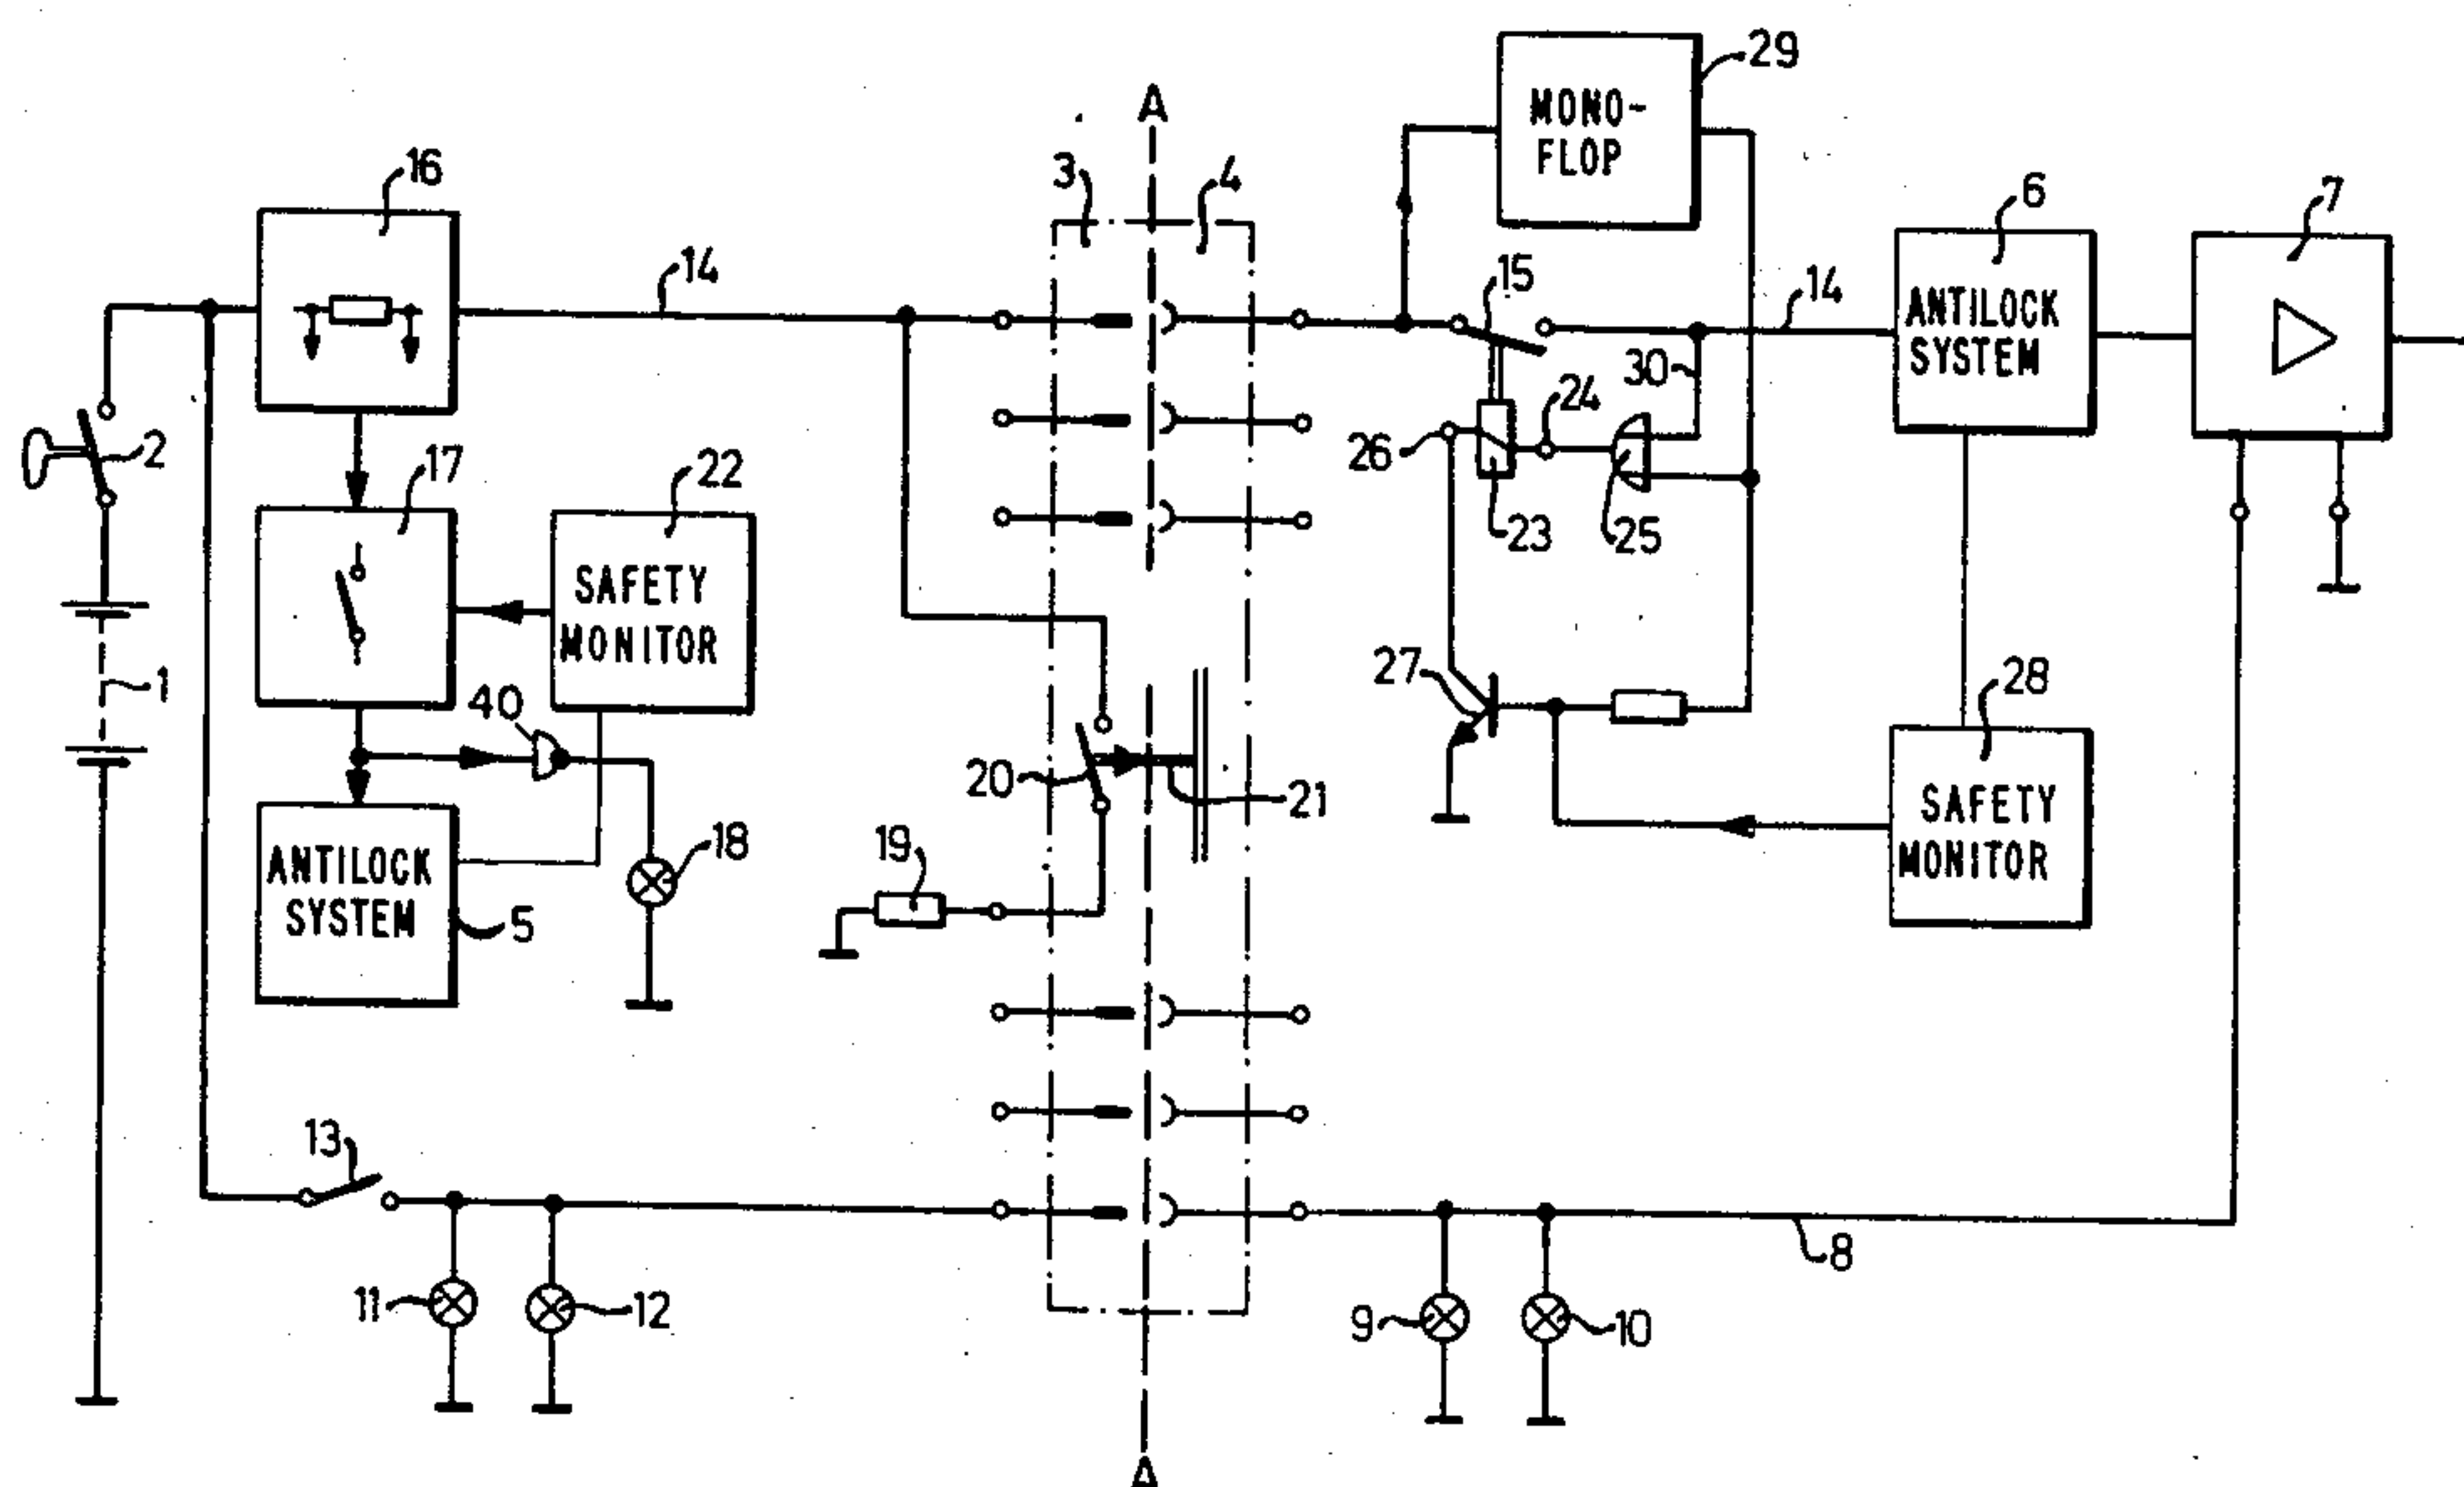 A
29
MONO-
FLOP
16
3
4
6
7
14
15
14
ANTILOCK
SYSTEM
30
24
26
2
17
22
23
25
SAFETY
MONITOR
1
40
27
28
20
21
SAFETY
MONITOR
19
18
ANTILOCK
SYSTEM
5
13
8
11
12
9
10
A